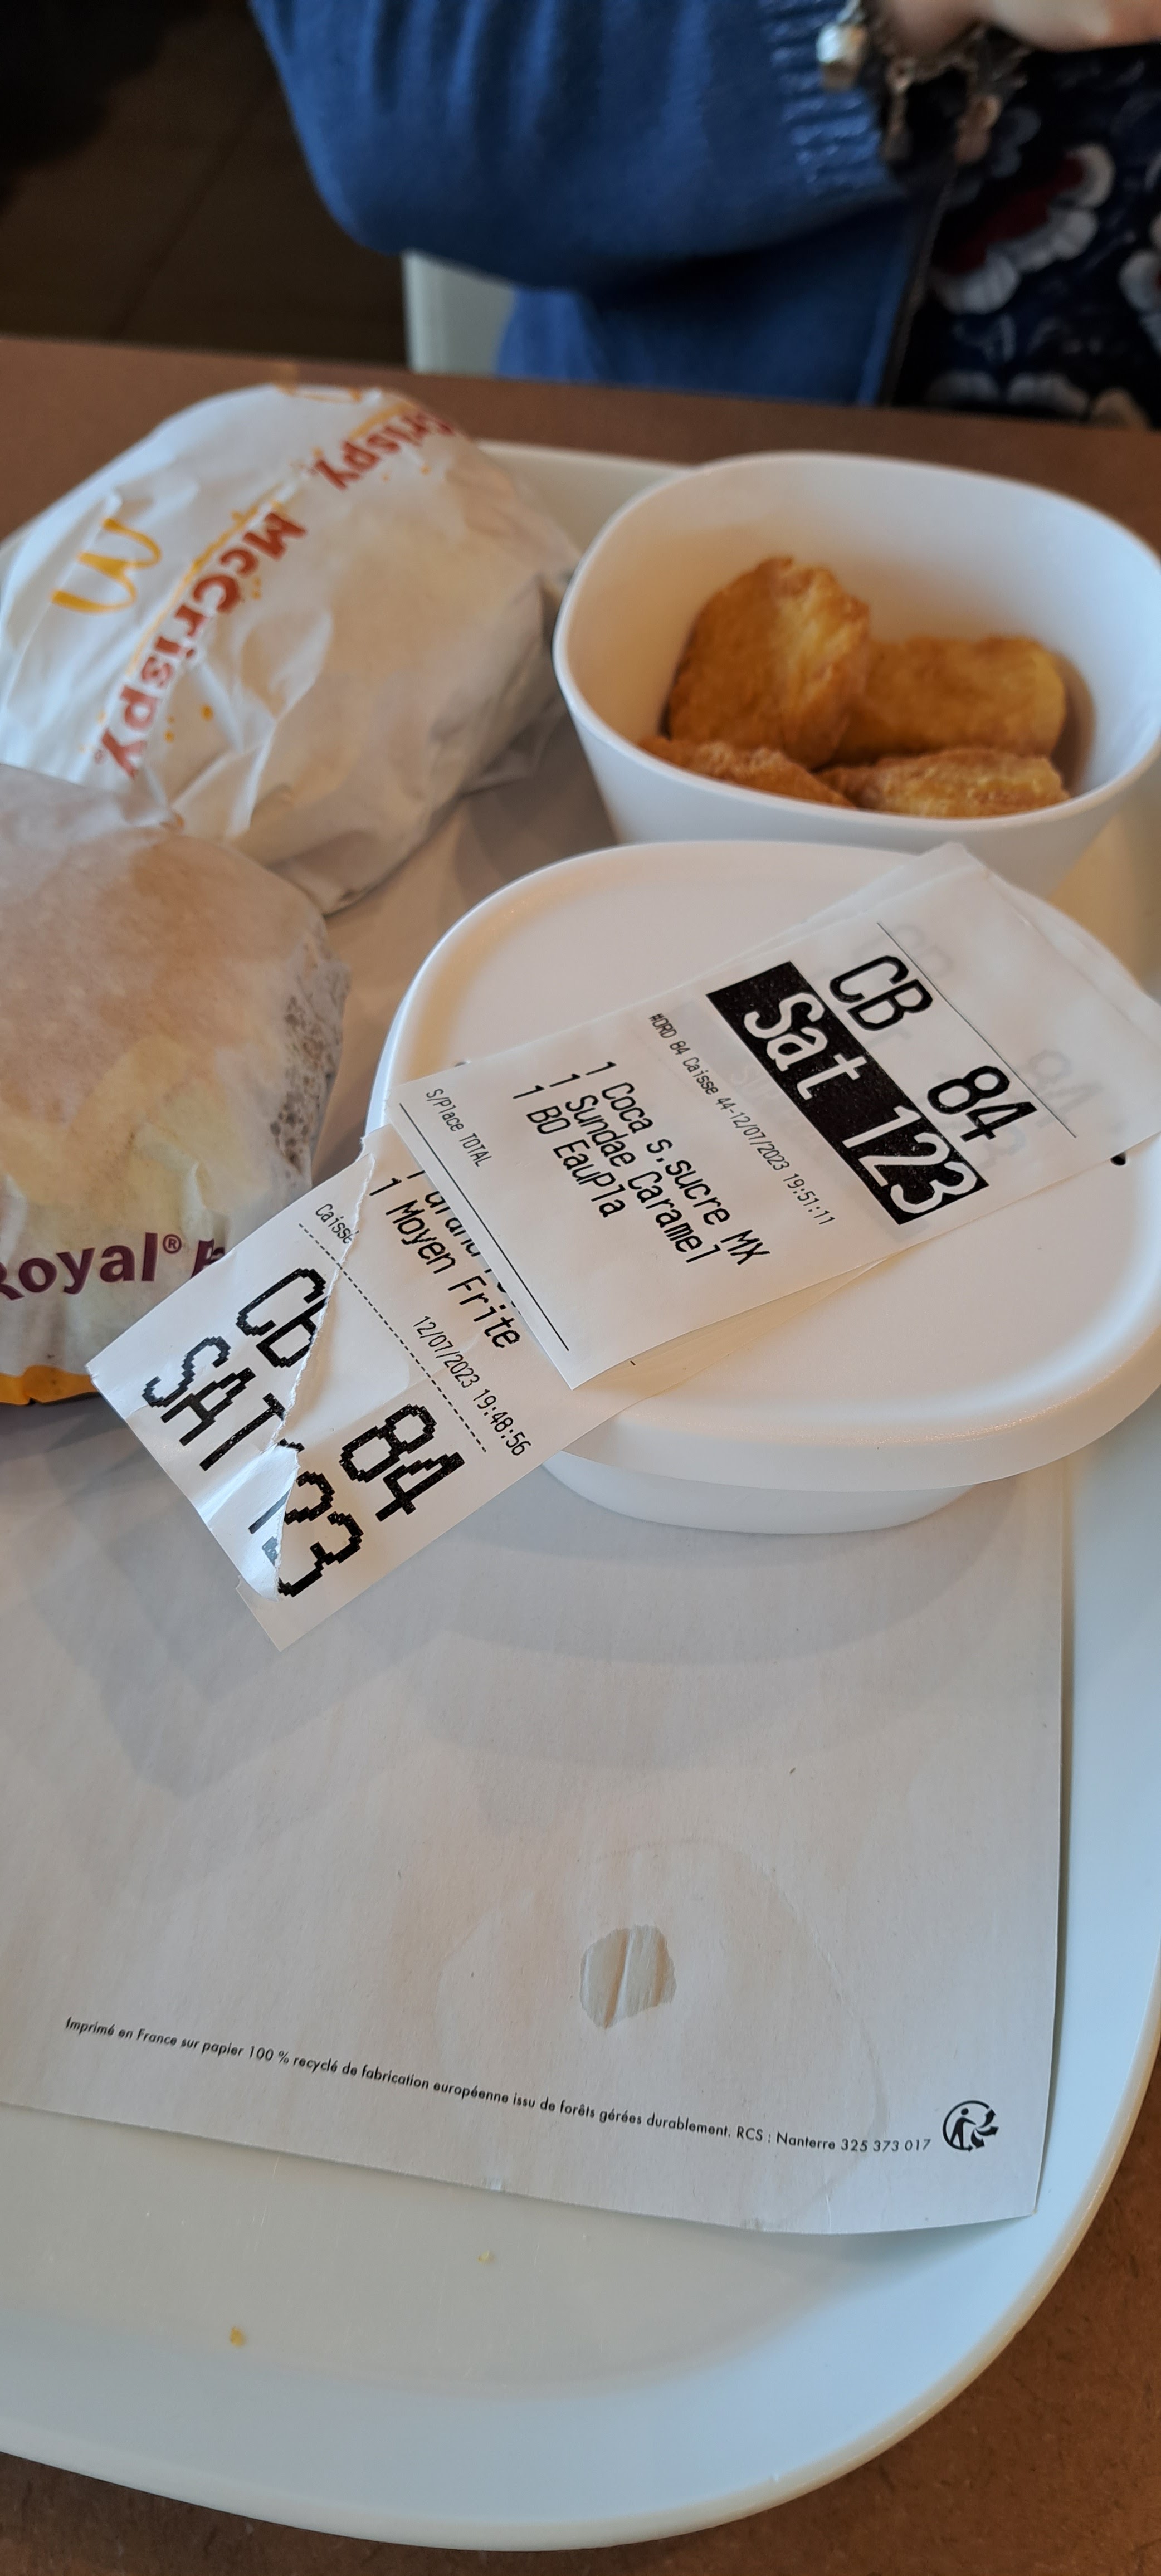 Crispy
McCrispy
Royal®
CB 84
Sat 123
#ORD 84 Caisse 44-12/07/2023 19:51:11
1 Coca s.sucre MX
1 Sundae Caramel
1 BO EauPla
S/Place TOTAL
1 Moyen Frite
12/07/2023 19:48:56
CB 84
SAT 123
Imprimé en France sur papier 100 % recyclé de fabrication européenne issu de forêts gérées durablement. RCS : Nanterre 325 373 017